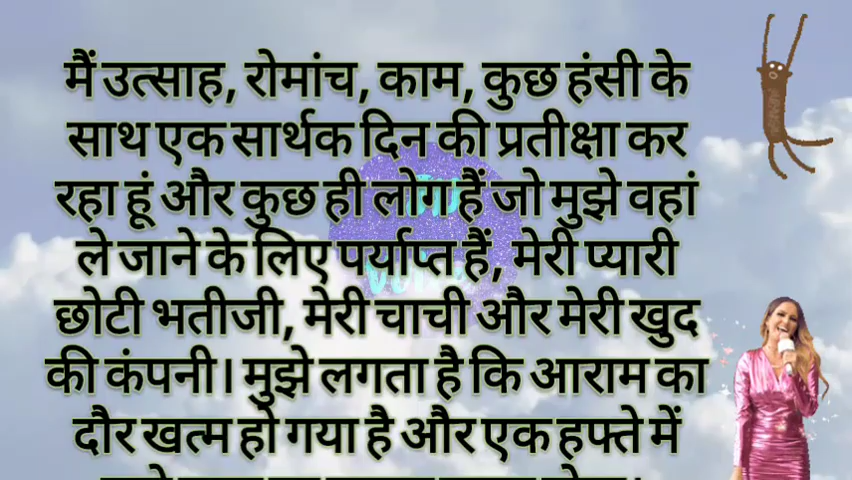 मैं उत्साह, रोमांच, काम, कुछ हंसी के
साथ एक सार्थक दिन की प्रतीक्षा कर
रहा हूं और कुछ ही लोग हैं जो मुझे वहां
ले जाने के लिए पर्याप्त हैं, मेरी प्यारी
छोटी भतीजी, मेरी चाची और मेरी खुद
की कंपनी। मुझे लगता है कि आराम का
दौर खत्म हो गया है और एक हफ्ते में